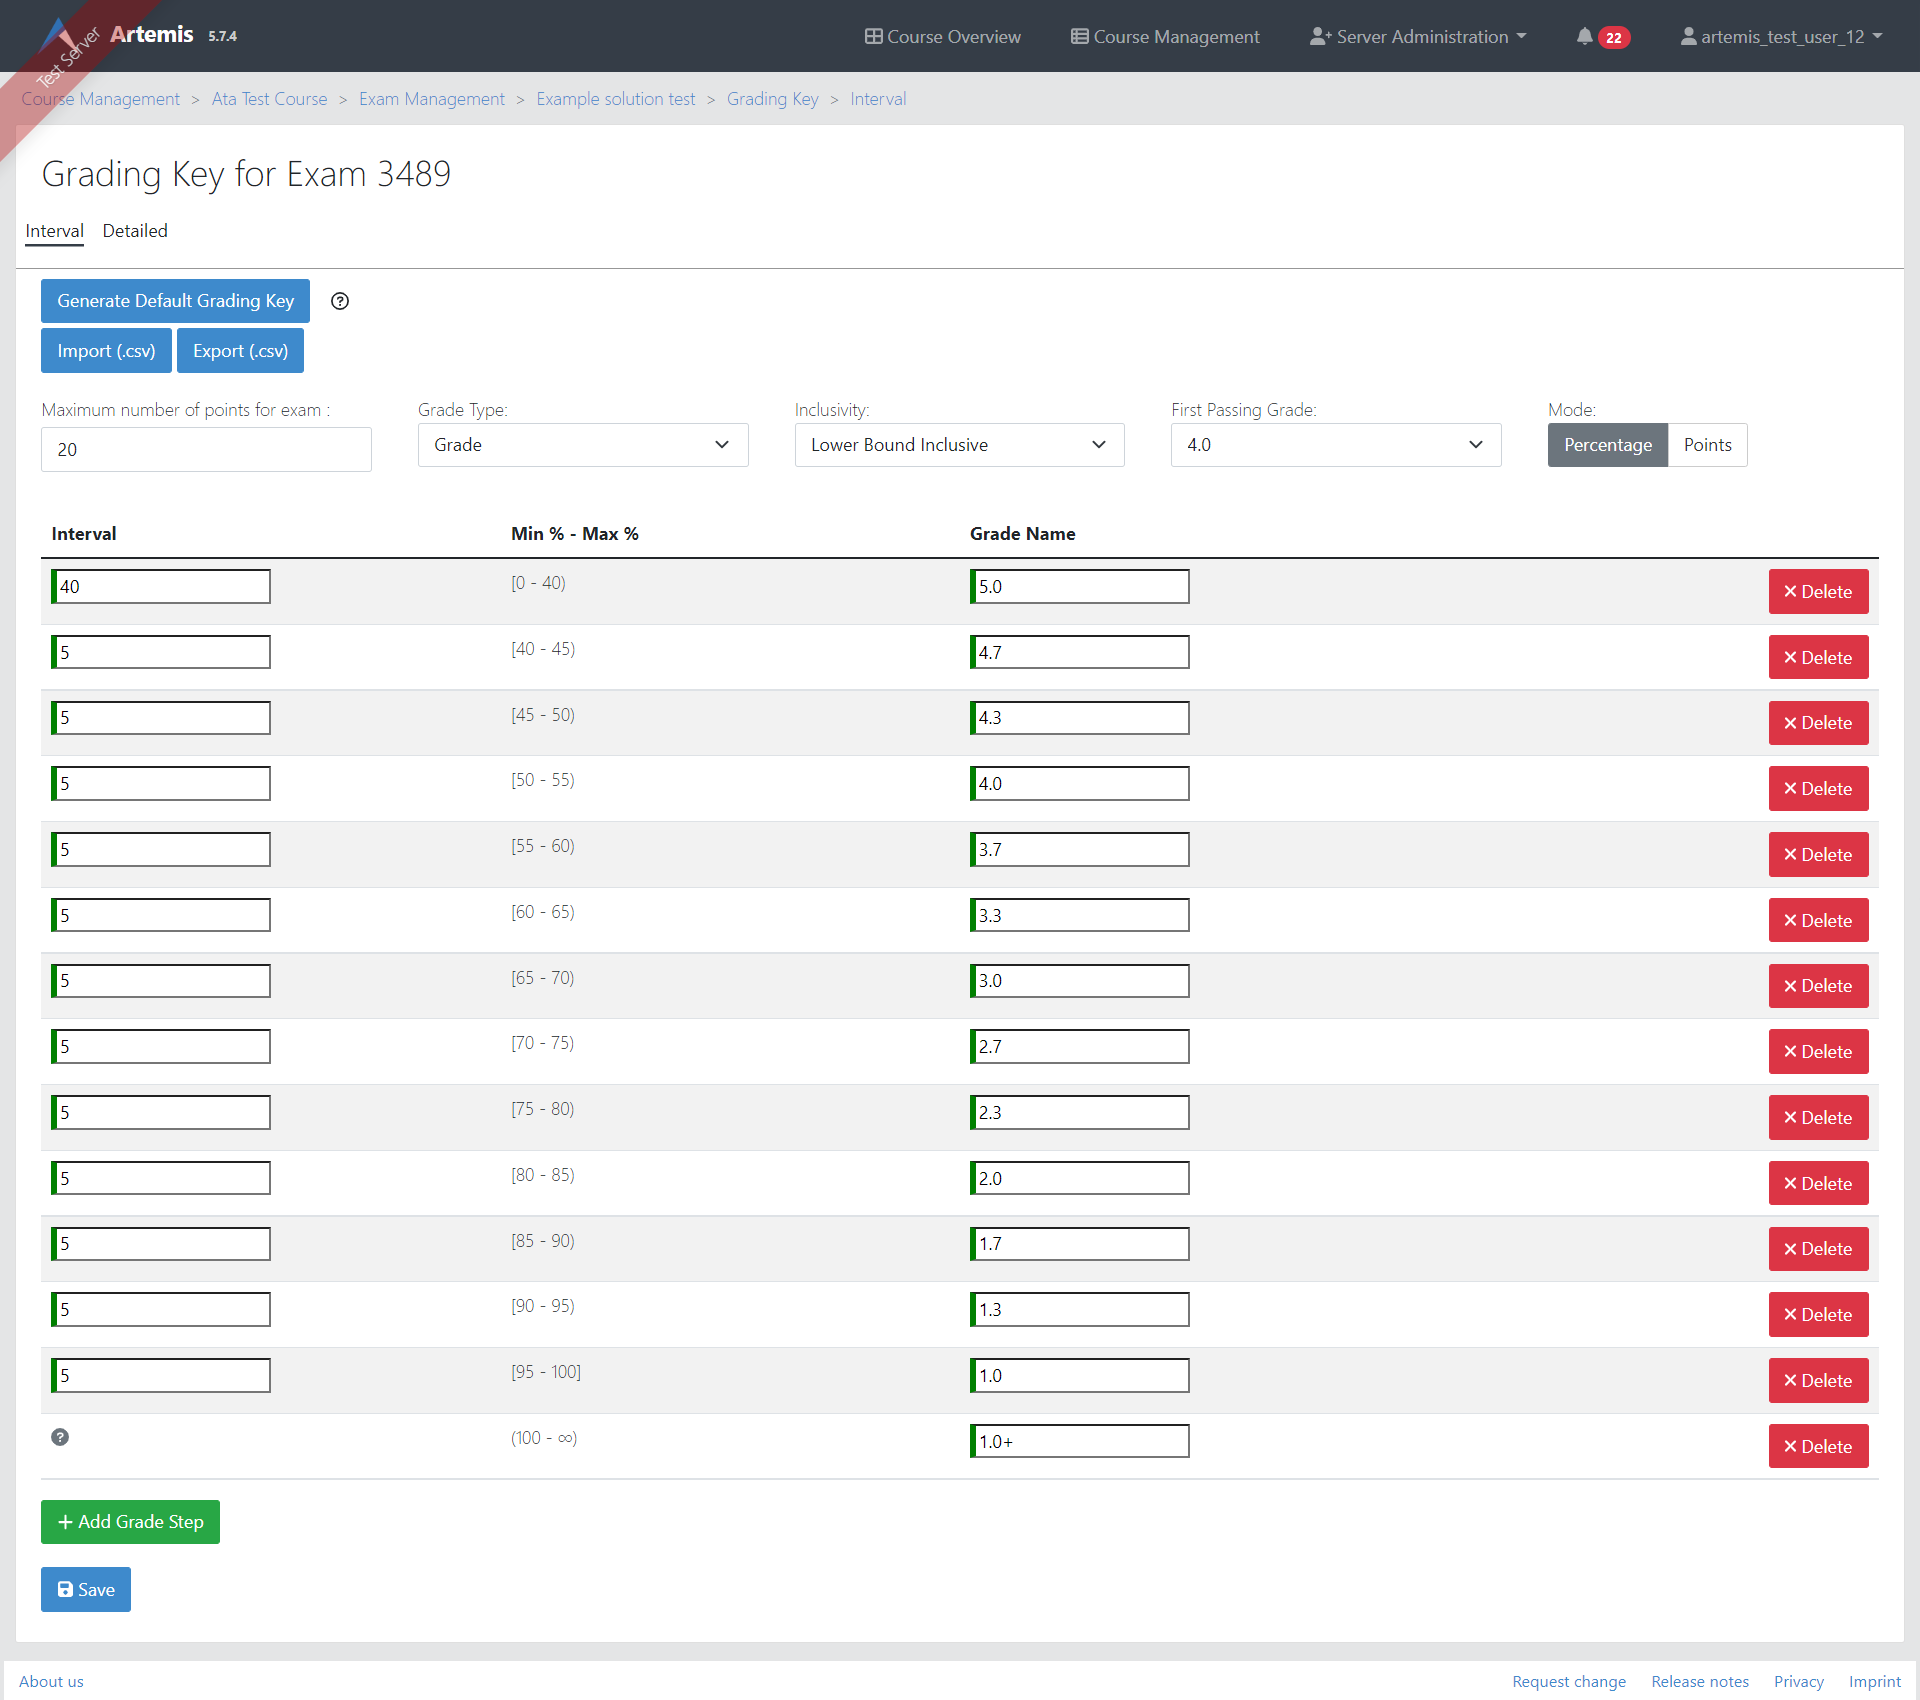 Test Server
Artemis 5.7.4 Course Overview Course Management Server Administration 22 artemis_test_user_12
Course Management > Ata Test Course > Exam Management > Example solution test > Grading Key > Interval
Grading Key for Exam 3489
Interval Detailed
Generate Default Grading Key ?
Import (.csv) Export (.csv)
Maximum number of points for exam : Grade Type: Inclusivity: First Passing Grade: Mode:
20 Grade Lower Bound Inclusive 4.0 Percentage Points
Interval Min % - Max % Grade Name
40 [0 - 40) 5.0 Delete
5 [40 - 45) 4.7 Delete
5 [45 - 50) 4.3 Delete
5 [50 - 55) 4.0 Delete
5 [55 - 60) 3.7 Delete
5 [60 - 65) 3.3 Delete
5 [65 - 70) 3.0 Delete
5 [70 - 75) 2.7 Delete
5 [75 - 80) 2.3 Delete
5 [80 - 85) 2.0 Delete
5 [85 - 90) 1.7 Delete
5 [90 - 95) 1.3 Delete
5 [95 - 100] 1.0 Delete
? (100 - ∞) 1.0+ Delete
+ Add Grade Step
Save
About us Request change Release notes Privacy Imprint